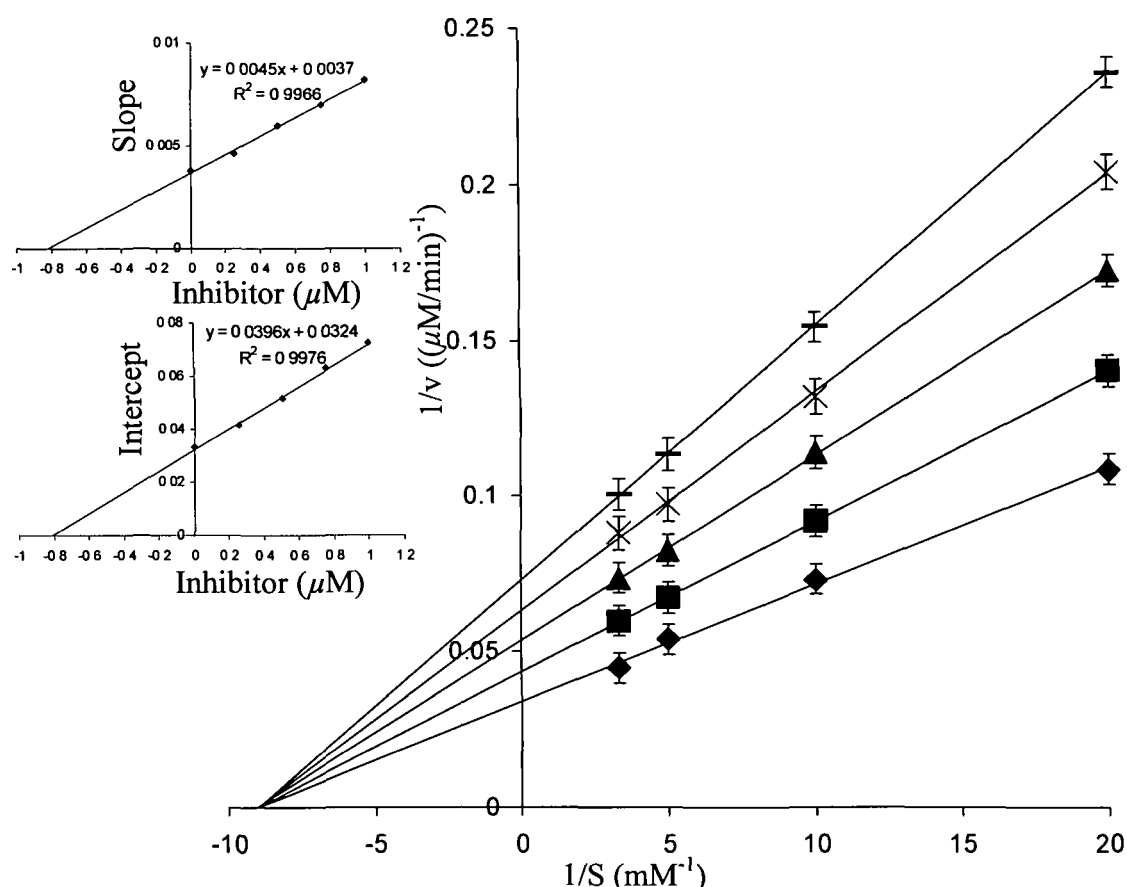 0 01
y = 0 0045x + 0 0037
R² = 0 9966
Slope
0 005
0
-1 -0 8 -0 6 -0 4 -0 2 0 0 2 0 4 0 6 0 8 1 1 2
Inhibitor (µM)
0 08
y = 0 0396x + 0 0324
R² = 0 9976
0 06
Intercept
0 04
0 02
0
-1 -0 8 -0 6 -0 4 -0 2 0 0 2 0 4 0 6 0 8 1 1 2
Inhibitor (µM)
0.25
0.2
0.15
1/v ((µM/min)⁻¹
0.1
0.05
0
-10 -5 0 5 10 15 20
1/S (mM⁻¹)